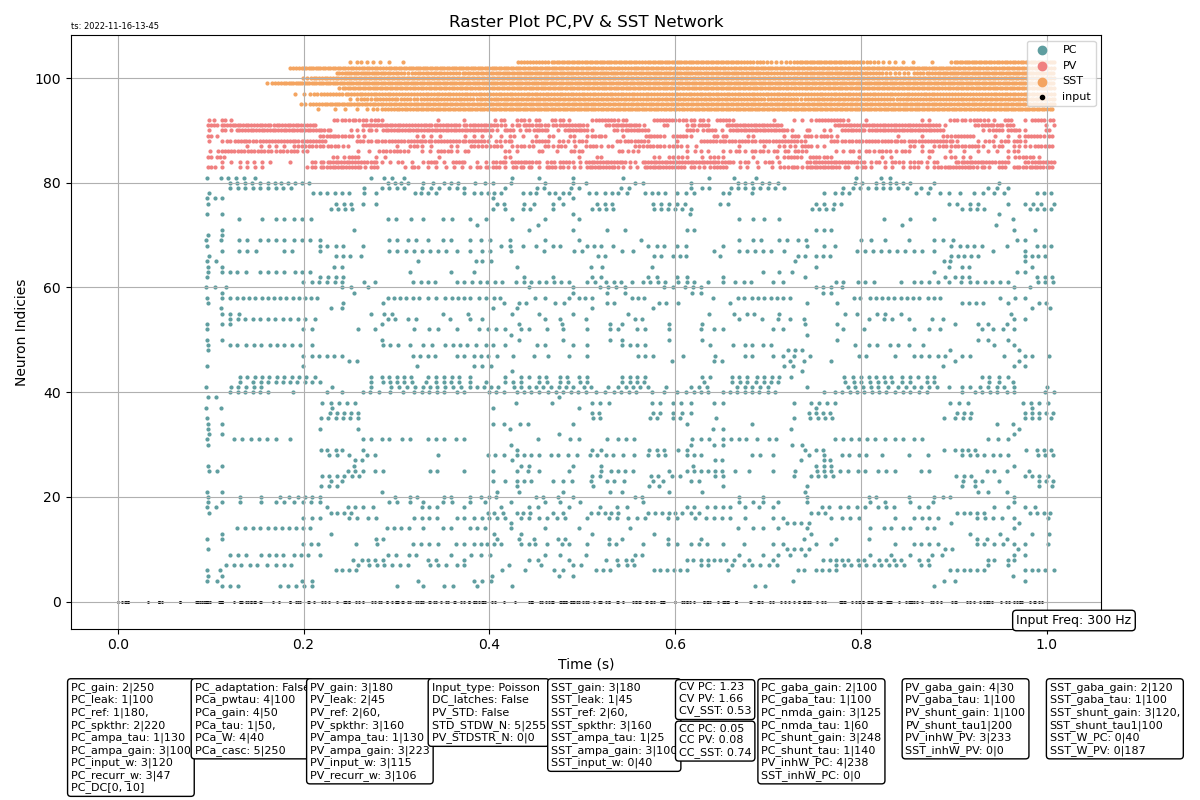 ts: 2022-11-16-13-45
Raster Plot PC,PV & SST Network
PC
PV
SST
input
100
80
60
40
20
0
Neuron Indicies
0.0
0.2
0.4
0.6
0.8
1.0
Time (s)
Input Freq: 300 Hz
PC_gain: 2|250
PC_leak: 1|100
PC_ref: 1|180,
PC_spkthr: 2|220
PC_ampa_tau: 1|130
PC_ampa_gain: 3|100
PC_input_w: 3|120
PC_recurr_w: 3|47
PC_DC[0, 10]
PC_adaptation: False
PCa_pwtau: 4|100
PCa_gain: 4|50
PCa_tau: 1|50,
PCa_W: 4|40
PCa_casc: 5|250
PV_gain: 3|180
PV_leak: 2|45
PV_ref: 2|60,
PV_spkthr: 3|160
PV_ampa_tau: 1|130
PV_ampa_gain: 3|223
PV_input_w: 3|115
PV_recurr_w: 3|106
Input_type: Poisson
DC_latches: False
PV_STD: False
STD_STDW_N: 5|255
PV_STDSTR_N: 0|0
SST_gain: 3|180
SST_leak: 1|45
SST_ref: 2|60,
SST_spkthr: 3|160
SST_ampa_tau: 1|25
SST_ampa_gain: 3|100
SST_input_w: 0|40
CV PC: 1.23
CV PV: 1.66
CV_SST: 0.53
CC PC: 0.05
CC PV: 0.08
CC_SST: 0.74
PC_gaba_gain: 2|100
PC_gaba_tau: 1|100
PC_nmda_gain: 3|125
PC_nmda_tau: 1|60
PC_shunt_gain: 3|248
PC_shunt_tau: 1|140
PV_inhW_PC: 4|238
SST_inhW_PC: 0|0
PV_gaba_gain: 4|30
PV_gaba_tau: 1|100
PV_shunt_gain: 1|100
PV_shunt_tau1|200
PV_inhW_PV: 3|233
SST_inhW_PV: 0|0
SST_gaba_gain: 2|120
SST_gaba_tau: 1|100
SST_shunt_gain: 3|120,
SST_shunt_tau1|100
SST_W_PC: 0|40
SST_W_PV: 0|187